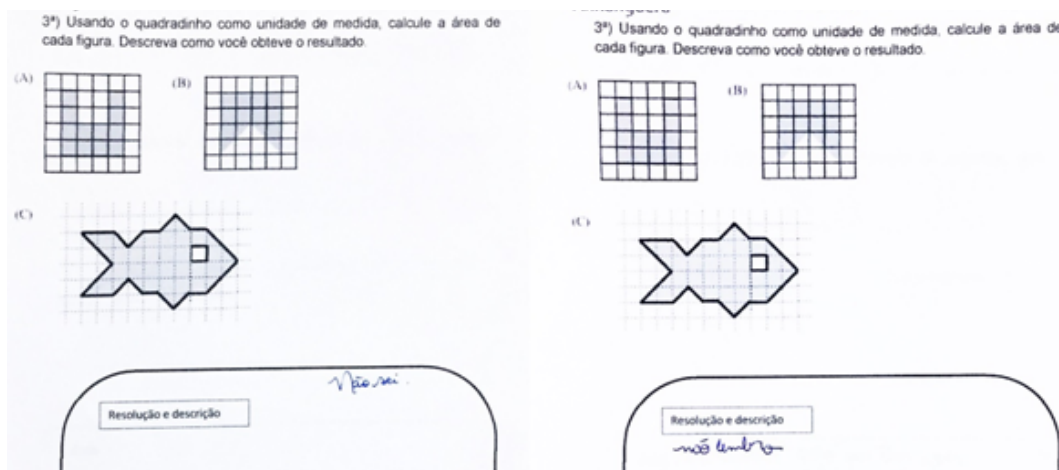 3ª) Usando o quadradinho como unidade de medida, calcule a área de
cada figura. Descreva como você obteve o resultado.
(A)
(B)
(C)
Não sei.
Resolução e descrição
3ª) Usando o quadradinho como unidade de medida, calcule a área de
cada figura. Descreva como você obteve o resultado.
(A)
(B)
(C)
Resolução e descrição
não lembro